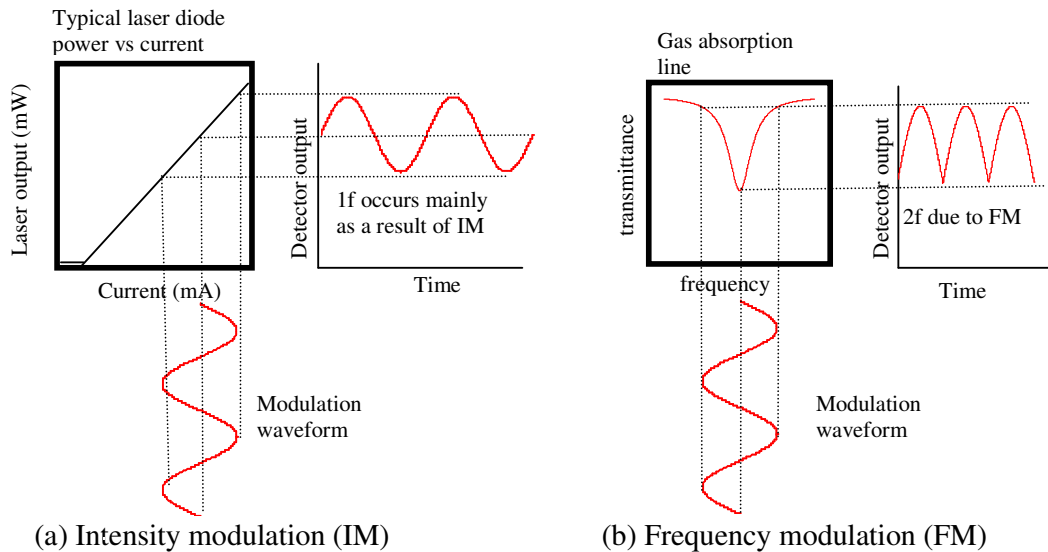 Typical laser diode
power vs current
Laser output (mW)
Current (mA)
Detector output
1f occurs mainly
as a result of IM
Time
Modulation
waveform
(a) Intensity modulation (IM)
Gas absorption
line
transmittance
frequency
Detector output
2f due to FM
Time
Modulation
waveform
(b) Frequency modulation (FM)